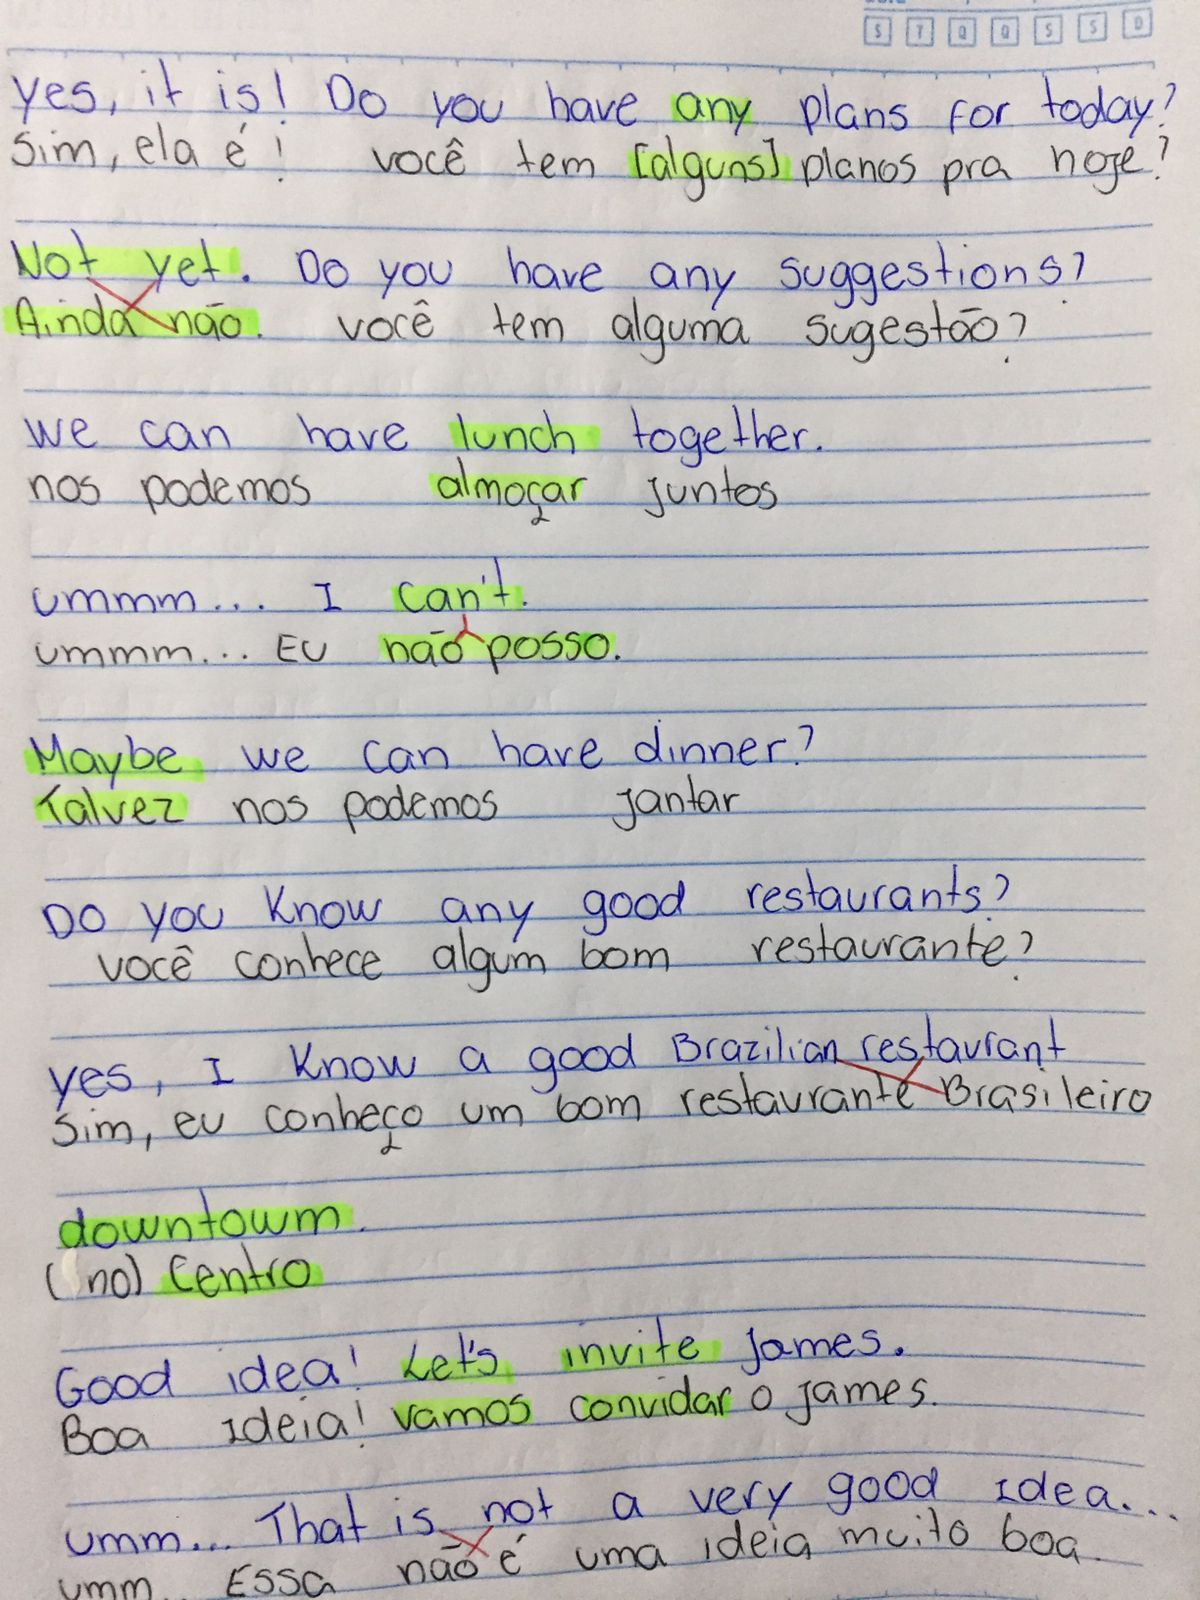 S T Q Q S S D
Yes, it is! Do you have any plans for today?
Sim, ela é! você tem [alguns] planos pra hoje?
Not yet. Do you have any suggestions?
Ainda não. você tem alguma sugestão?
We can have lunch together.
nos podemos almoçar juntos
ummm... I can't.
ummm... Eu não posso.
Maybe we can have dinner?
Talvez nos podemos jantar
Do you know any good restaurants?
você conhece algum bom restaurante?
yes, I know a good Brazilian restaurant
Sim, eu conheço um bom restaurante Brasileiro
downtowm.
(no) Centro
Good idea! Let's invite James.
Boa ideia! vamos convidar o James.
umm... That is not a very good idea...
umm... Essa não é uma ideia muito boa.